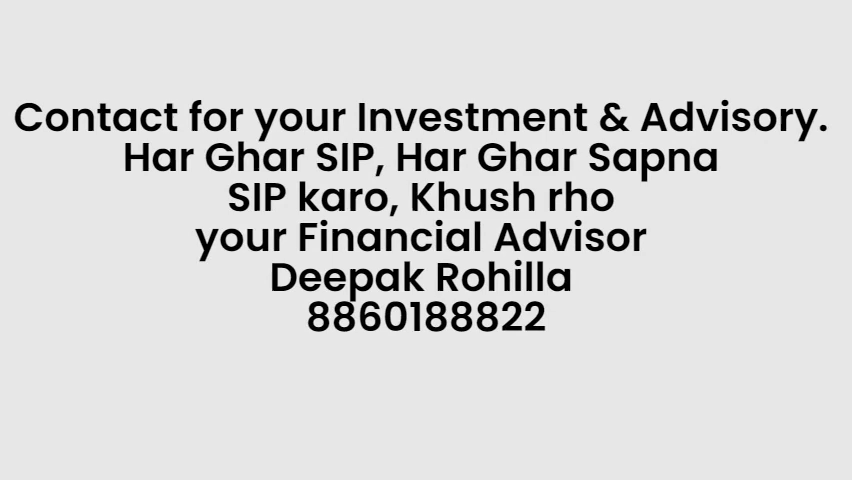 Contact for your Investment & Advisory.
Har Ghar SIP, Har Ghar Sapna
SIP karo, Khush rho
your Financial Advisor
Deepak Rohilla
8860188822